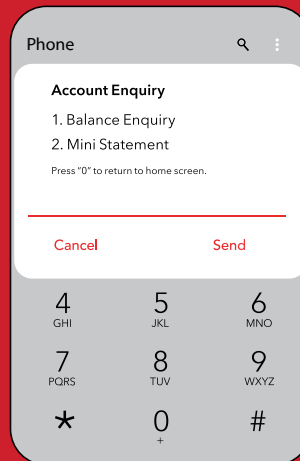 Phone
Account Enquiry
1. Balance Enquiry
2. Mini Statement
Press "0" to return to home screen.
Cancel Send
4 5 6
GHI JKL MNO
7 8 9
PQRS TUV WXYZ
* 0 #
+